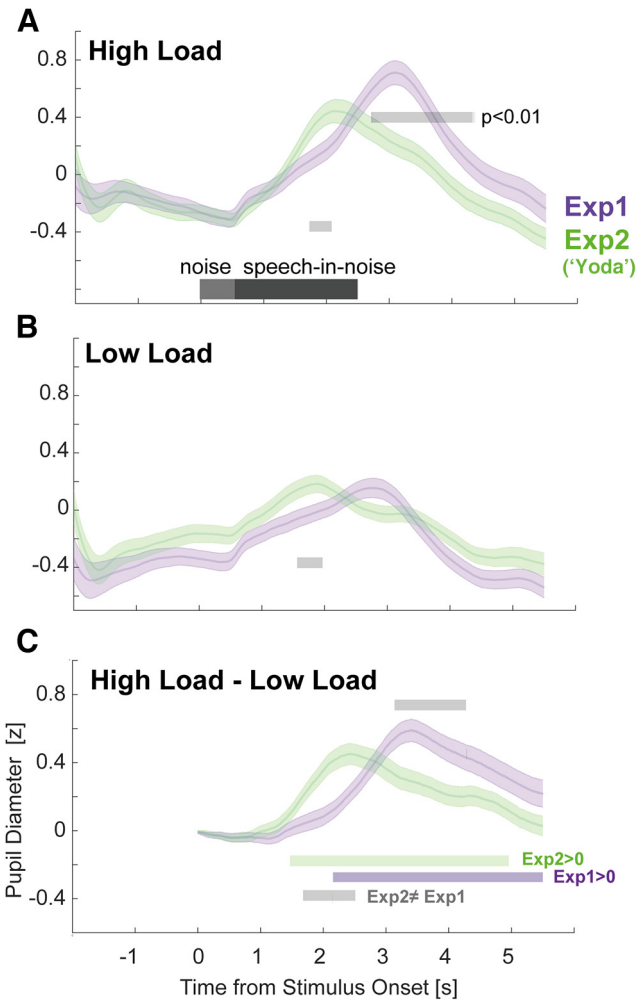 A
High Load
0.8
0.4
p<0.01
0
Exp1
-0.4
Exp2
('Yoda')
noise speech-in-noise
B
Low Load
0.8
0.4
0
-0.4
C
High Load - Low Load
0.8
Pupil Diameter [z]
0.4
0
Exp2>0
Exp1>0
-0.4
Exp2≠ Exp1
-1 0 1 2 3 4 5
Time from Stimulus Onset [s]